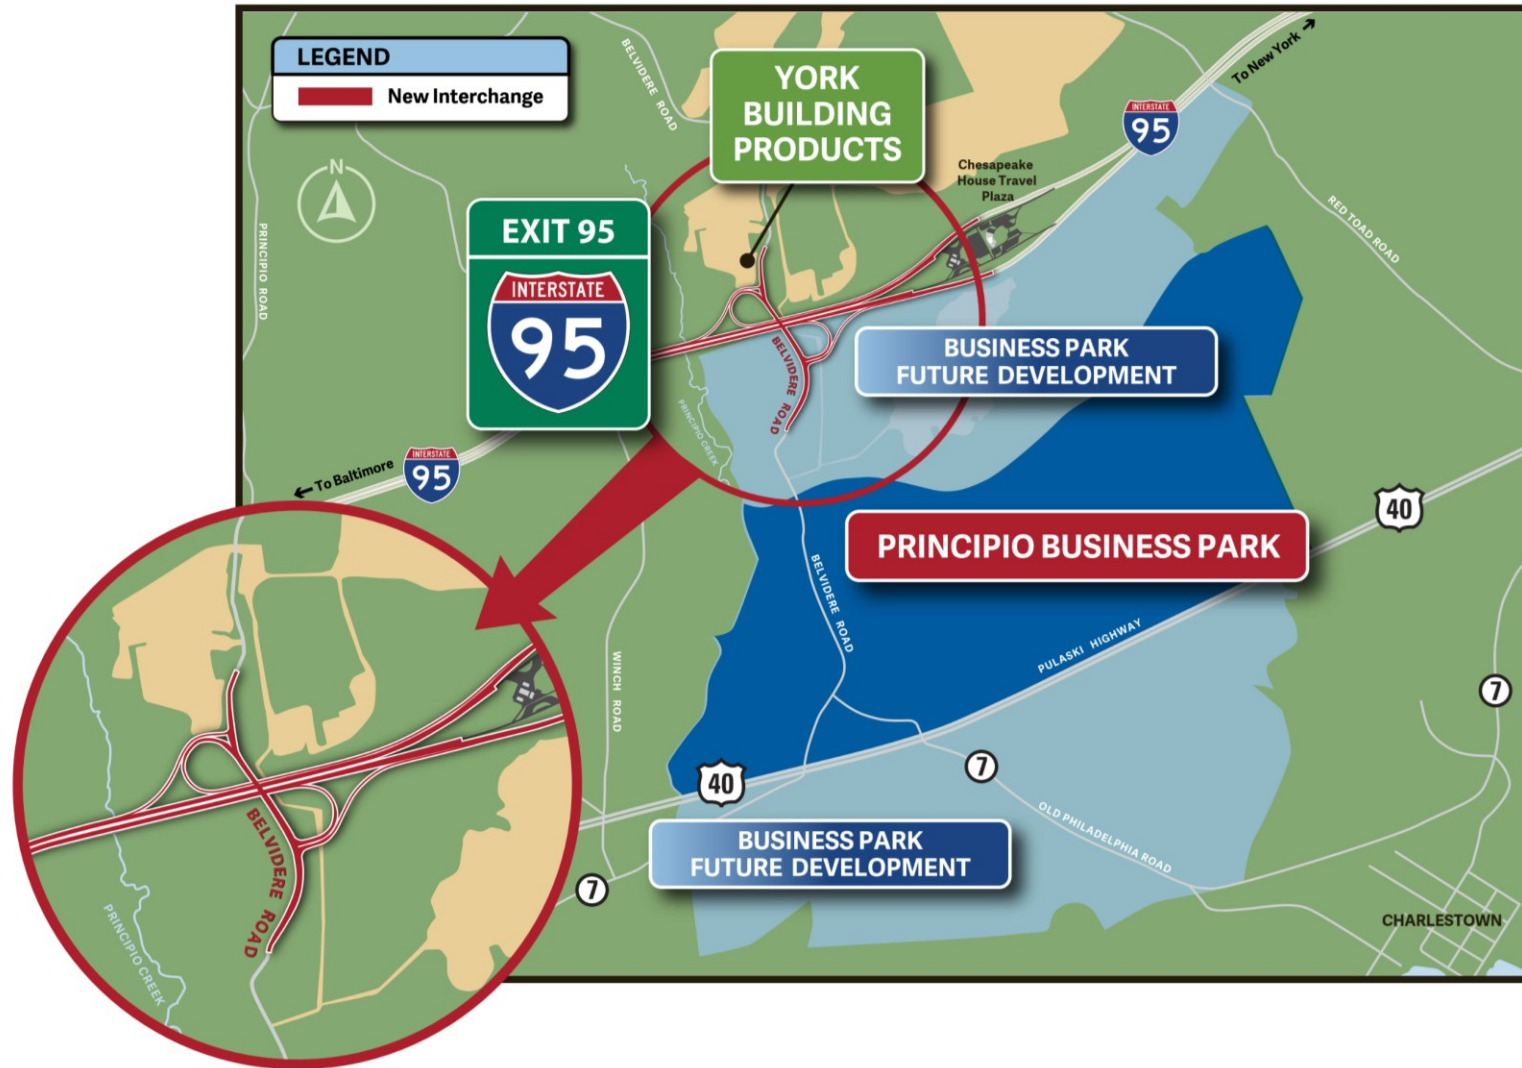 LEGEND
New Interchange
N
BELVIDERE ROAD
YORK
BUILDING
PRODUCTS
To New York
INTERSTATE
95
Chesapeake
House Travel
Plaza
RED TOAD ROAD
PRINCIPIO ROAD
EXIT 95
INTERSTATE
95
BELVIDERE ROAD
PRINCIPIO CREEK
BUSINESS PARK
FUTURE DEVELOPMENT
To Baltimore
INTERSTATE
95
40
PRINCIPIO BUSINESS PARK
BELVIDERE ROAD
PULASKI HIGHWAY
WINCH ROAD
7
40
7
OLD PHILADELPHIA ROAD
BUSINESS PARK
FUTURE DEVELOPMENT
7
CHARLESTOWN
BELVIDERE ROAD
PRINCIPIO CREEK